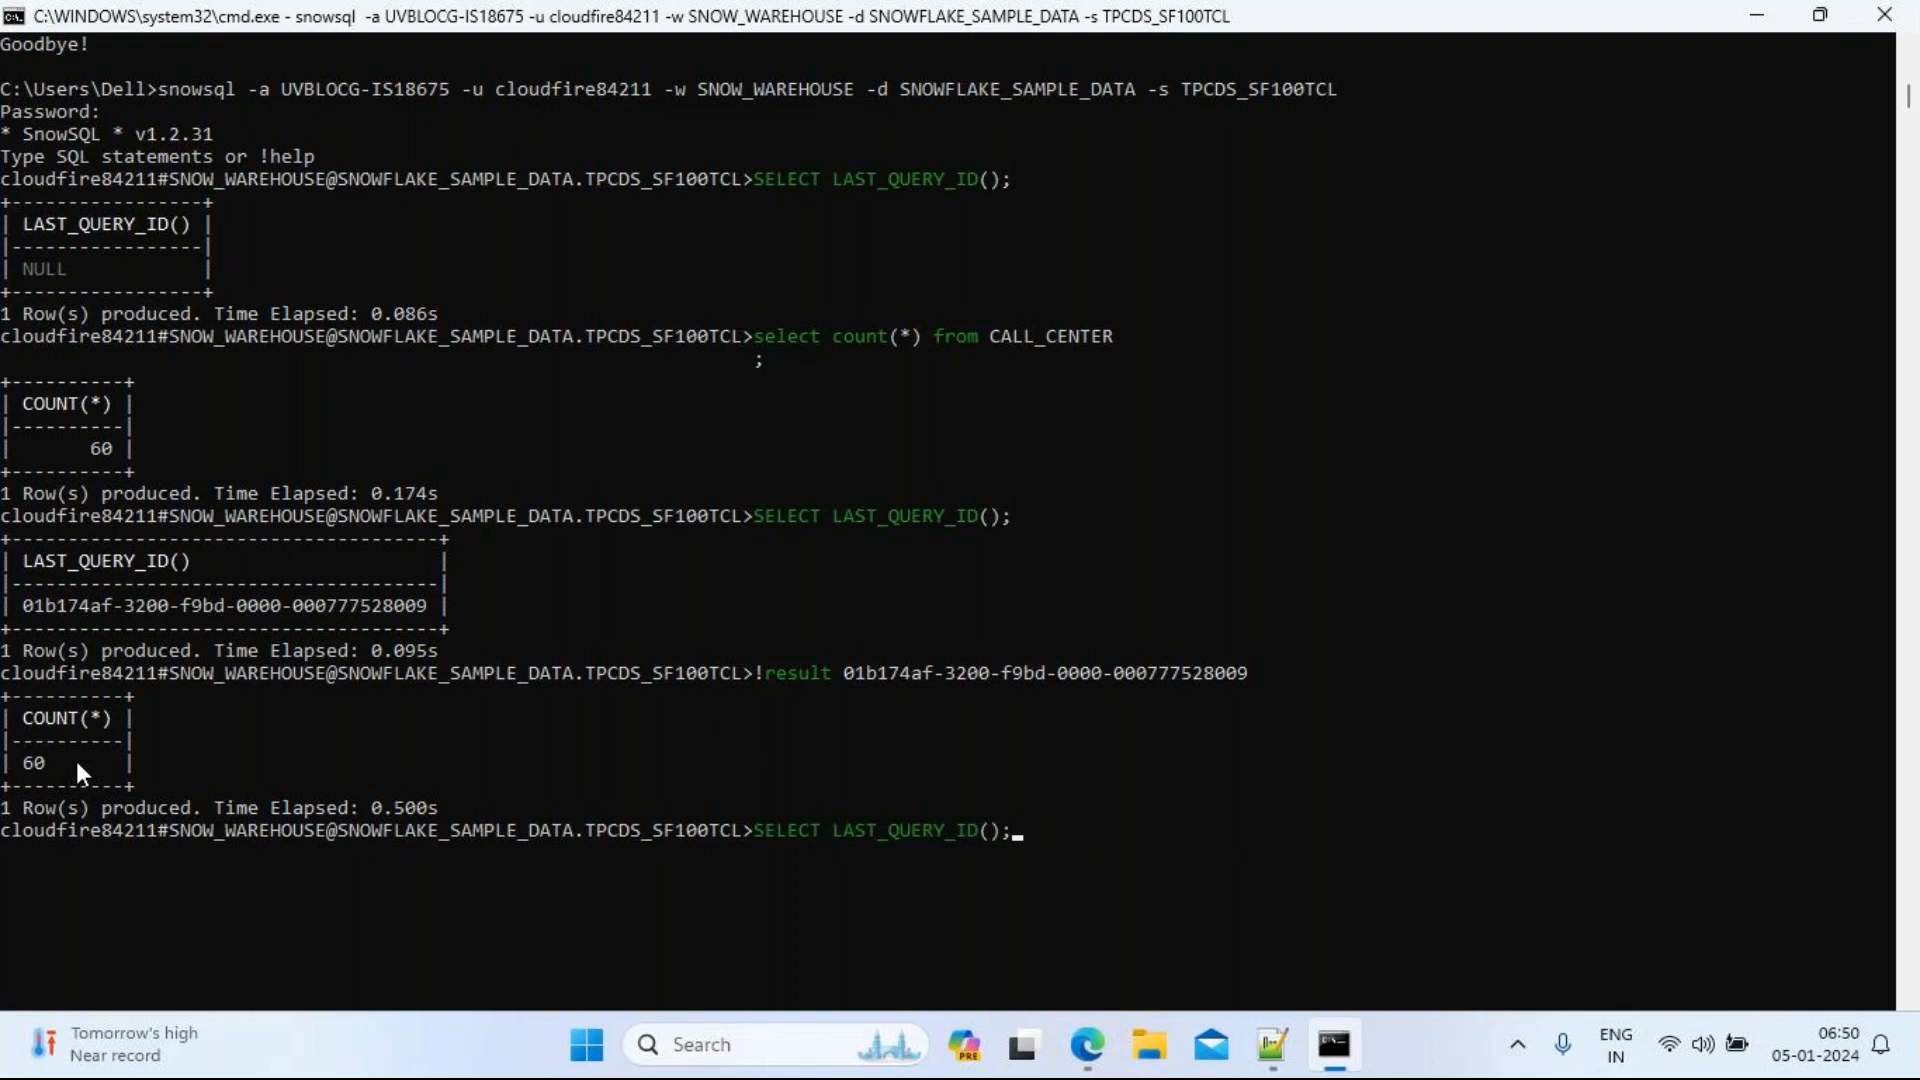 C:\WINDOWS\system32\cmd.exe - snowsql  -a UVBLOCG-IS18675 -u cloudfire84211 -w SNOW_WAREHOUSE -d SNOWFLAKE_SAMPLE_DATA -s TPCDS_SF100TCL
Goodbye!
C:\Users\Dell>snowsql -a UVBLOCG-IS18675 -u cloudfire84211 -w SNOW_WAREHOUSE -d SNOWFLAKE_SAMPLE_DATA -s TPCDS_SF100TCL
Password:
* SnowSQL * v1.2.31
Type SQL statements or !help
cloudfire84211#SNOW_WAREHOUSE@SNOWFLAKE_SAMPLE_DATA.TPCDS_SF100TCL>SELECT LAST_QUERY_ID();
+-----------------+
| LAST_QUERY_ID() |
|-----------------|
| NULL            |
+-----------------+
1 Row(s) produced. Time Elapsed: 0.086s
cloudfire84211#SNOW_WAREHOUSE@SNOWFLAKE_SAMPLE_DATA.TPCDS_SF100TCL>select count(*) from CALL_CENTER
;
+----------+
| COUNT(*) |
|----------|
|       60 |
+----------+
1 Row(s) produced. Time Elapsed: 0.174s
cloudfire84211#SNOW_WAREHOUSE@SNOWFLAKE_SAMPLE_DATA.TPCDS_SF100TCL>SELECT LAST_QUERY_ID();
+--------------------------------------+
| LAST_QUERY_ID()                      |
|--------------------------------------|
| 01b174af-3200-f9bd-0000-000777528009 |
+--------------------------------------+
1 Row(s) produced. Time Elapsed: 0.095s
cloudfire84211#SNOW_WAREHOUSE@SNOWFLAKE_SAMPLE_DATA.TPCDS_SF100TCL>!result 01b174af-3200-f9bd-0000-000777528009
+----------+
| COUNT(*) |
|----------|
| 60       |
+----------+
1 Row(s) produced. Time Elapsed: 0.500s
cloudfire84211#SNOW_WAREHOUSE@SNOWFLAKE_SAMPLE_DATA.TPCDS_SF100TCL>SELECT LAST_QUERY_ID();
Tomorrow's high
Near record
Search
PRE
ENG
IN
06:50
05-01-2024